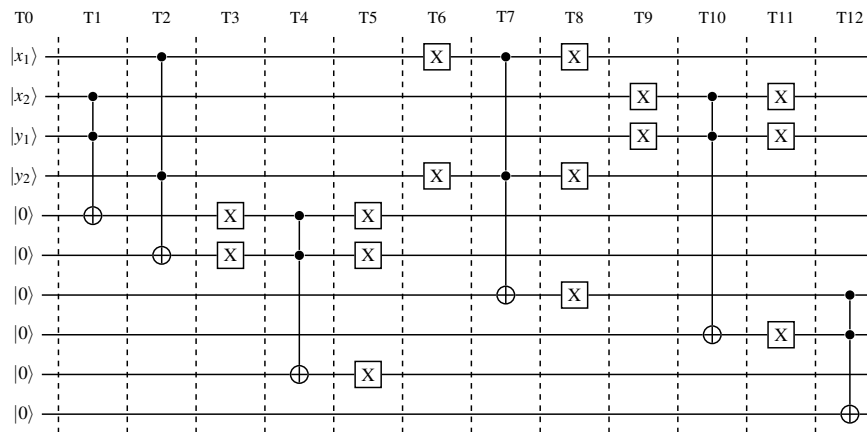 T0 T1 T2 T3 T4 T5 T6 T7 T8 T9 T10 T11 T12
|x₁⟩ X X
|x₂⟩ X X
|y₁⟩ X X
|y₂⟩ X X
|0⟩ X X
|0⟩ X X
|0⟩ X
|0⟩ X
|0⟩ X
|0⟩